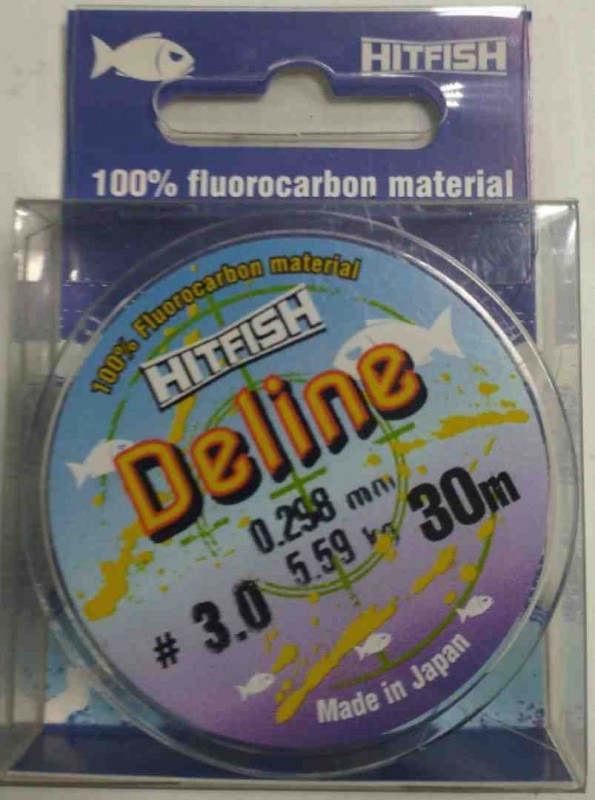 HITFISH
100% fluorocarbon material
100% Fluorocarbon material
HITFISH
Deline
0.298 mm
5.59 kg
30m
# 3.0
Made in Japan